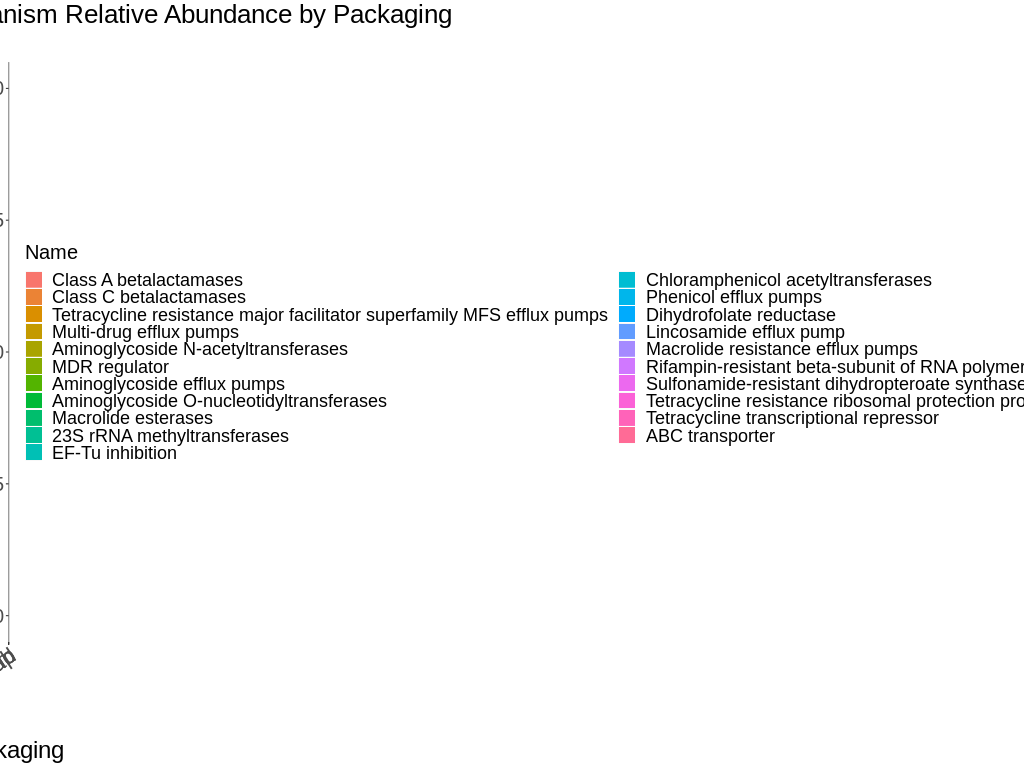 anism Relative Abundance by Packaging
0
5
0
5
0
Name
Class A betalactamases
Class C betalactamases
Tetracycline resistance major facilitator superfamily MFS efflux pumps
Multi-drug efflux pumps
Aminoglycoside N-acetyltransferases
MDR regulator
Aminoglycoside efflux pumps
Aminoglycoside O-nucleotidyltransferases
Macrolide esterases
23S rRNA methyltransferases
EF-Tu inhibition
Chloramphenicol acetyltransferases
Phenicol efflux pumps
Dihydrofolate reductase
Lincosamide efflux pump
Macrolide resistance efflux pumps
Rifampin-resistant beta-subunit of RNA polymer
Sulfonamide-resistant dihydropteroate synthase
Tetracycline resistance ribosomal protection pro
Tetracycline transcriptional repressor
ABC transporter
kaging